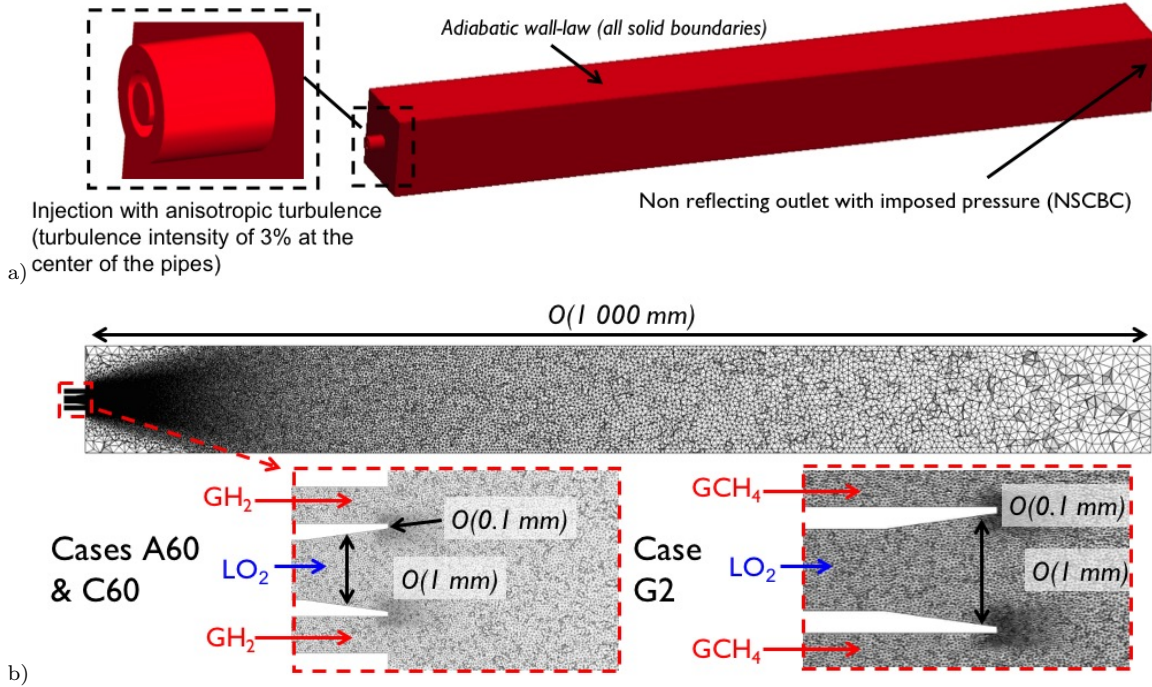 Adiabatic wall-law (all solid boundaries)
Non reflecting outlet with imposed pressure (NSCBC)
Injection with anisotropic turbulence
(turbulence intensity of 3% at the
center of the pipes)
a)
O(1 000 mm)
GH2
O(0.1 mm)
Cases A60
& C60
LO2
O(1 mm)
GH2
GCH4
O(0.1 mm)
Case
G2
LO2
O(1 mm)
GCH4
b)